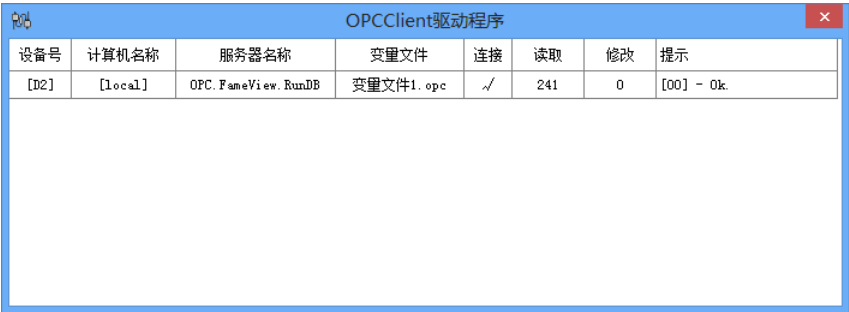 OPCClient驱动程序
设备号 计算机名称 服务器名称 变量文件 连接 读取 修改 提示
[D2] [local] OPC.FameView.RunDB 变量文件1.opc √ 241 0 [00] - Ok.